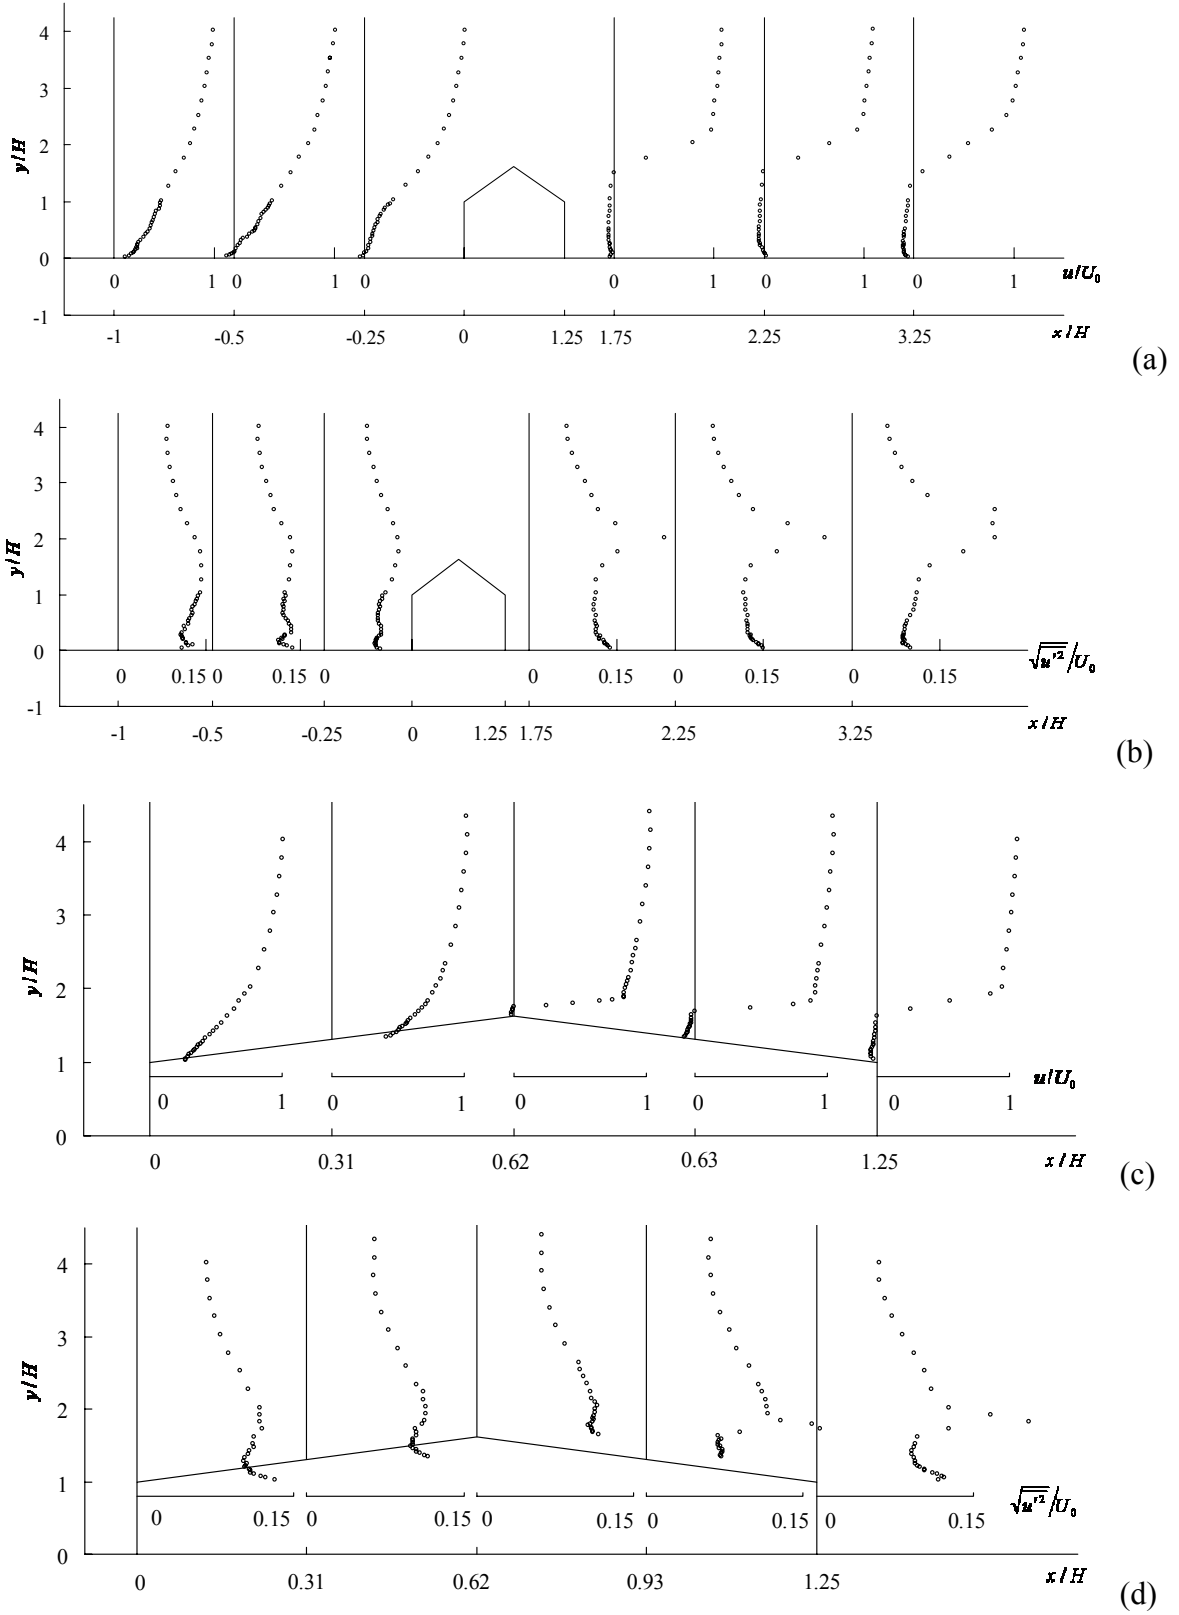 4
3
y/H
2
1
0
0 1 0 1 0 0 1 0 1 0 1 u/U₀
-1
-1 -0.5 -0.25 0 1.25 1.75 2.25 3.25 x/H
(a)
4
3
y/H
2
1
0
0 0.15 0 0.15 0 0 0.15 0 0.15 0 0.15 √u'²/U₀
-1
-1 -0.5 -0.25 0 1.25 1.75 2.25 3.25 x/H
(b)
4
3
y/H
2
1
u/U₀
0 1 0 1 0 1 0 1 0 1
0
0 0.31 0.62 0.63 1.25 x/H
(c)
4
3
y/H
2
1
√u'²/U₀
0 0.15 0 0.15 0 0.15 0 0.15 0 0.15
0
0 0.31 0.62 0.93 1.25 x/H
(d)